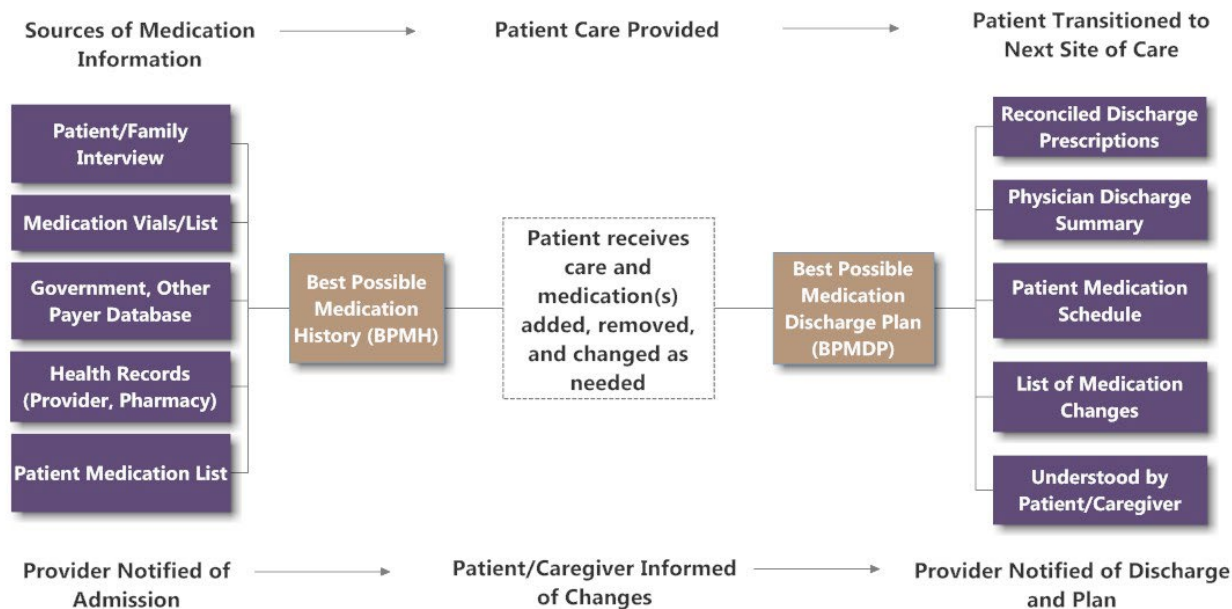 Sources of Medication
Information
Patient Care Provided
Patient Transitioned to
Next Site of Care
Patient/Family
Interview
Medication Vials/List
Government, Other
Payer Database
Health Records
(Provider, Pharmacy)
Patient Medication List
Best Possible
Medication
History (BPMH)
Patient receives
care and
medication(s)
added, removed,
and changed as
needed
Best Possible
Medication
Discharge Plan
(BPMDP)
Reconciled Discharge
Prescriptions
Physician Discharge
Summary
Patient Medication
Schedule
List of Medication
Changes
Understood by
Patient/Caregiver
Provider Notified of
Admission
Patient/Caregiver Informed
of Changes
Provider Notified of Discharge
and Plan